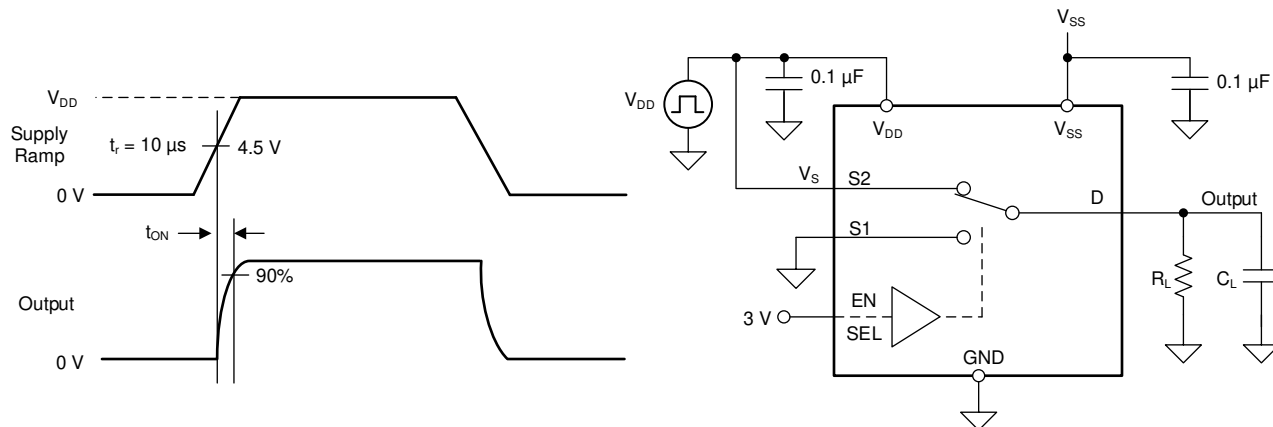 V_DD
Supply
Ramp
t_r = 10 µs
4.5 V
0 V
t_ON
90%
Output
0 V
V_DD
0.1 µF
V_SS
0.1 µF
V_DD
V_SS
V_S
S2
S1
D
Output
3 V
EN
SEL
R_L
C_L
GND